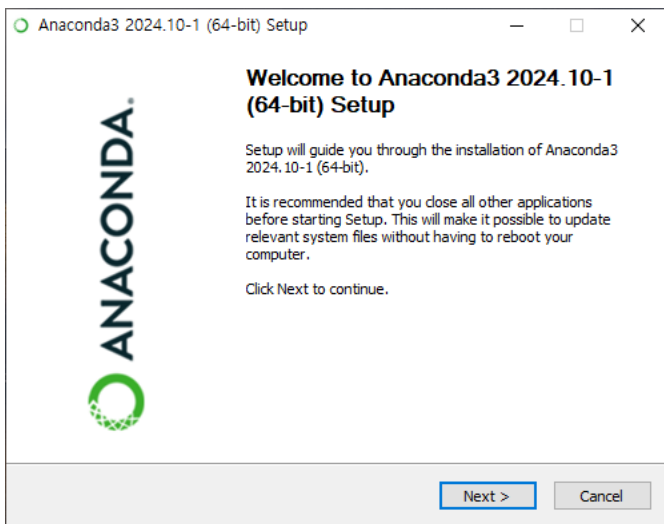 Anaconda3 2024.10-1 (64-bit) Setup
Welcome to Anaconda3 2024.10-1
(64-bit) Setup
Setup will guide you through the installation of Anaconda3
2024.10-1 (64-bit).
It is recommended that you close all other applications
before starting Setup. This will make it possible to update
relevant system files without having to reboot your
computer.
Click Next to continue.
ANACONDA.
Next >
Cancel